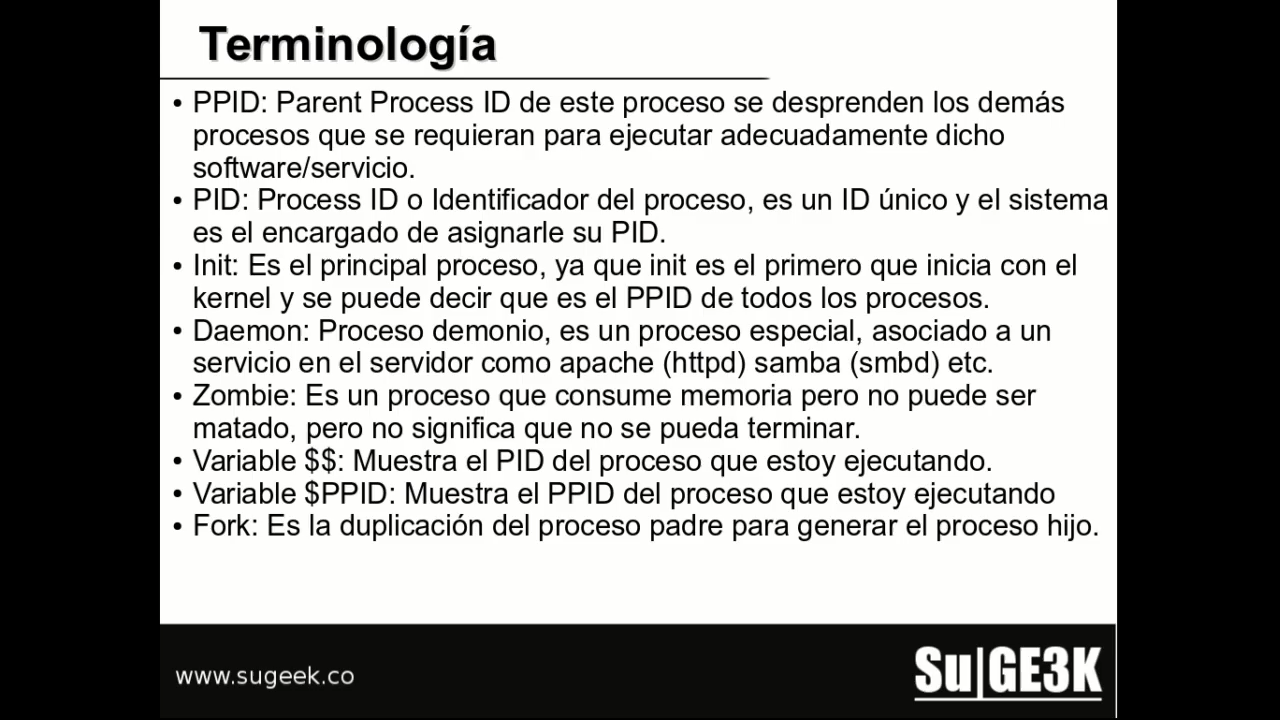 Terminología
• PPID: Parent Process ID de este proceso se desprenden los demás
procesos que se requieran para ejecutar adecuadamente dicho
software/servicio.
• PID: Process ID o Identificador del proceso, es un ID único y el sistema
es el encargado de asignarle su PID.
• Init: Es el principal proceso, ya que init es el primero que inicia con el
kernel y se puede decir que es el PPID de todos los procesos.
• Daemon: Proceso demonio, es un proceso especial, asociado a un
servicio en el servidor como apache (httpd) samba (smbd) etc.
• Zombie: Es un proceso que consume memoria pero no puede ser
matado, pero no significa que no se pueda terminar.
• Variable $$: Muestra el PID del proceso que estoy ejecutando.
• Variable $PPID: Muestra el PPID del proceso que estoy ejecutando
• Fork: Es la duplicación del proceso padre para generar el proceso hijo.
www.sugeek.co
Su|GE3K